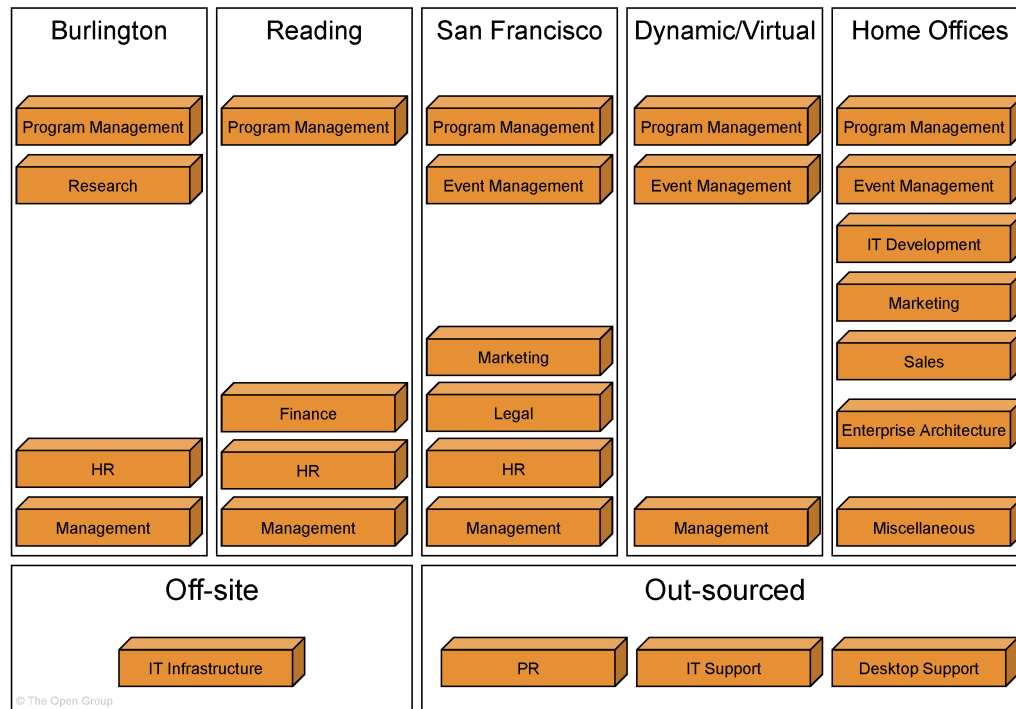 Burlington
Program Management
Research
HR
Management
Reading
Program Management
Finance
HR
Management
San Francisco
Program Management
Event Management
Marketing
Legal
HR
Management
Dynamic/Virtual
Program Management
Event Management
Management
Home Offices
Program Management
Event Management
IT Development
Marketing
Sales
Enterprise Architecture
Miscellaneous
Off-site
IT Infrastructure
© The Open Group
Out-sourced
PR
IT Support
Desktop Support